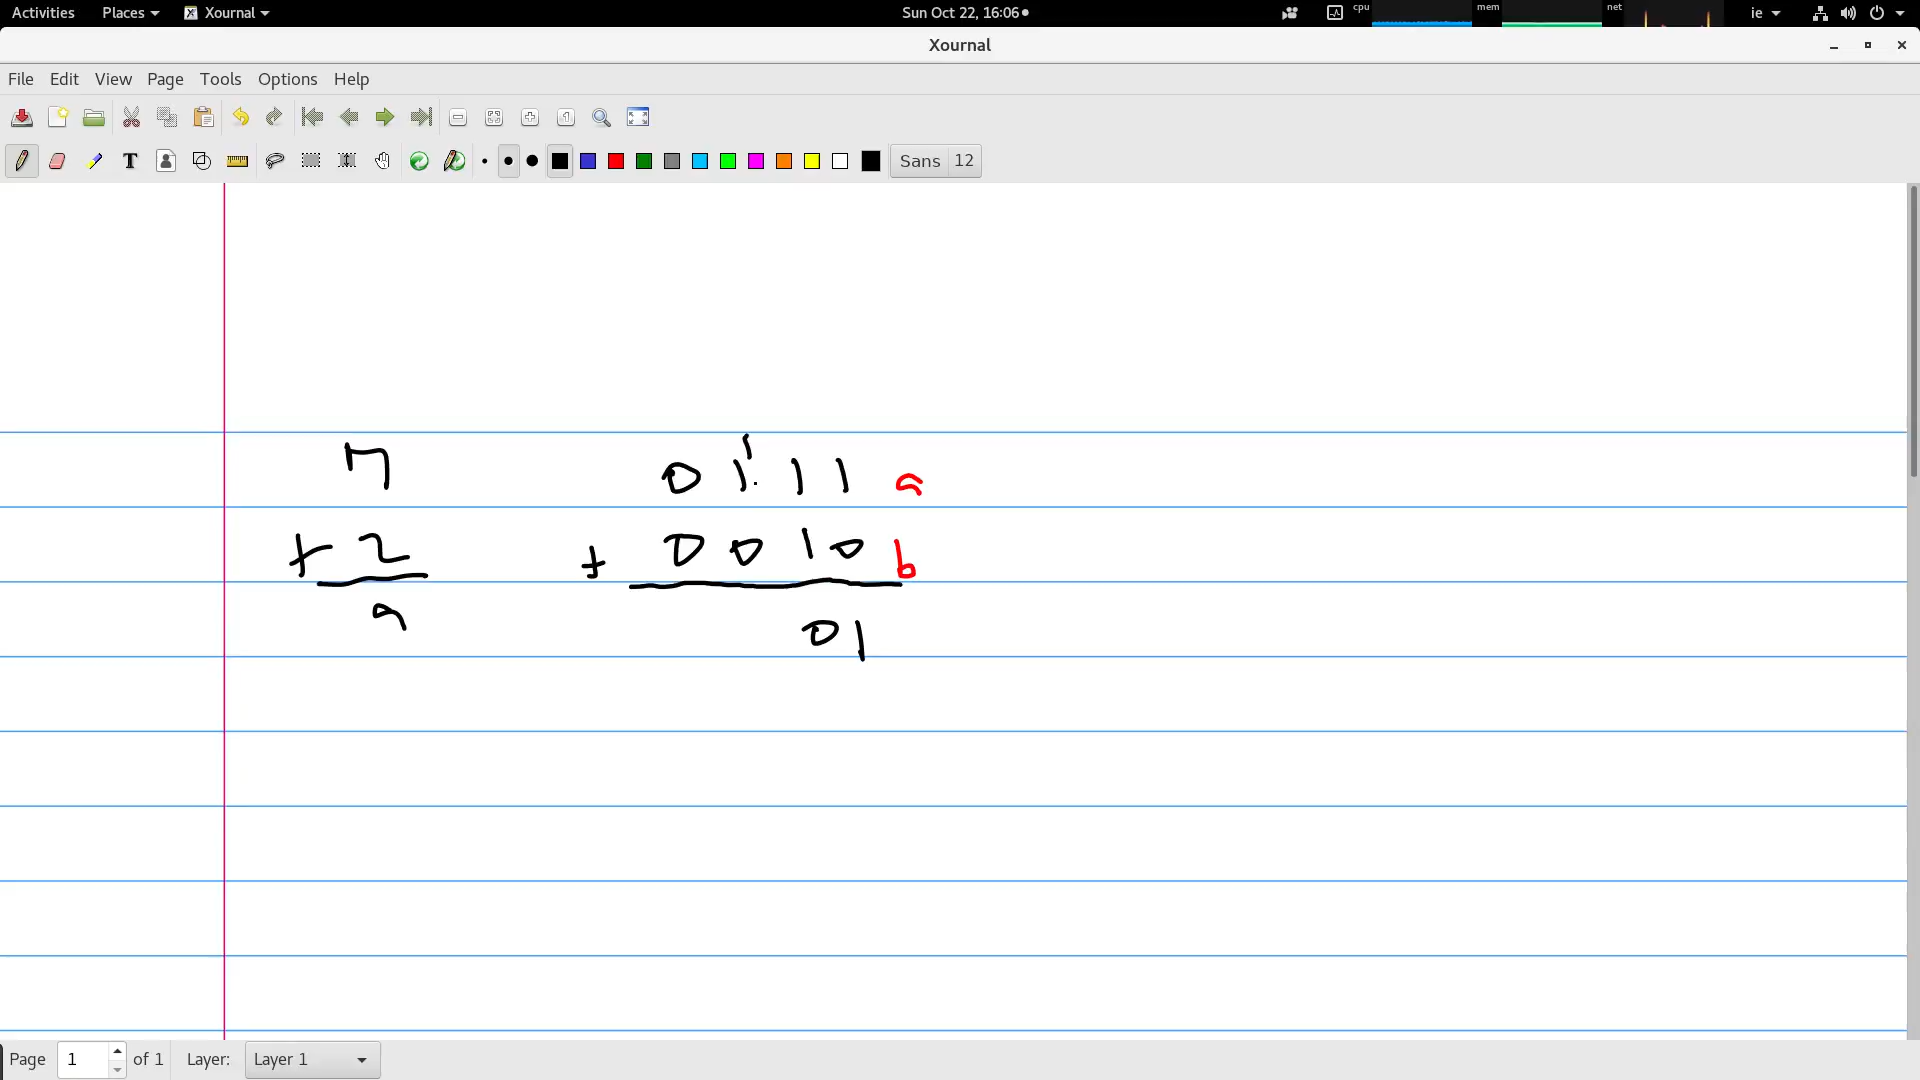 Activities Places Xournal Sun Oct 22, 16:06 cpu mem net ie
Xournal
File Edit View Page Tools Options Help
T Sans 12
1
7 0 1 1 1 a
+ 2 + 0 0 1 0 b
9 0 1
Page 1 of 1 Layer: Layer 1